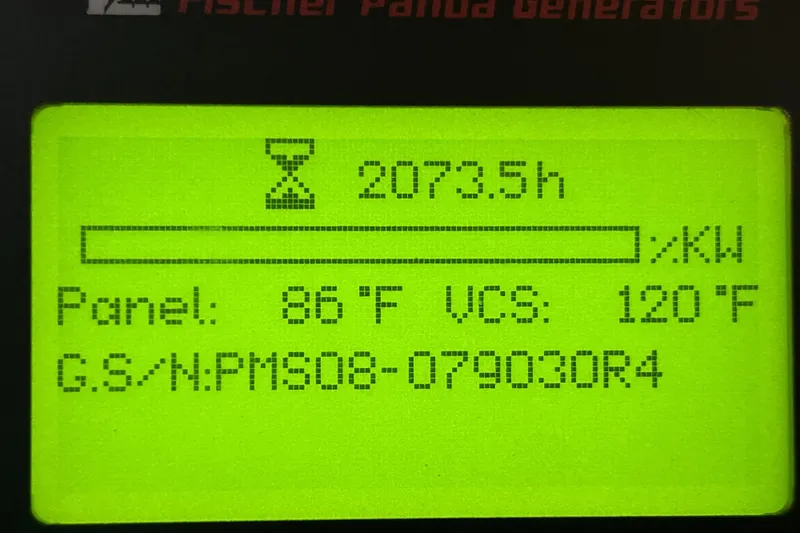 Fischer Panda Generators
2073.5h
%KW
Panel: 86°F VCS: 120°F
G.S/N:PMS08-079030R4